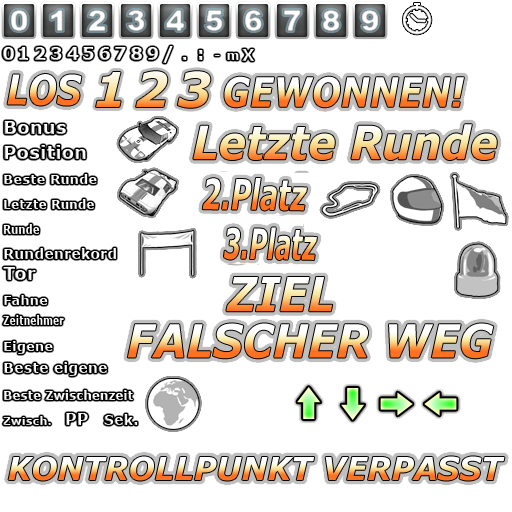 0 1 2 3 4 5 6 7 8 9
0123456789/.:-mX
LOS 1 2 3 GEWONNEN!
Bonus
Position
Letzte Runde
Beste Runde
Letzte Runde
2.Platz
Runde
3.Platz
Rundenrekord
Tor
ZIEL
Fahne
Zeitnehmer
FALSCHER WEG
Eigene
Beste eigene
Beste Zwischenzeit
Zwisch. PP Sek.
KONTROLLPUNKT VERPASST